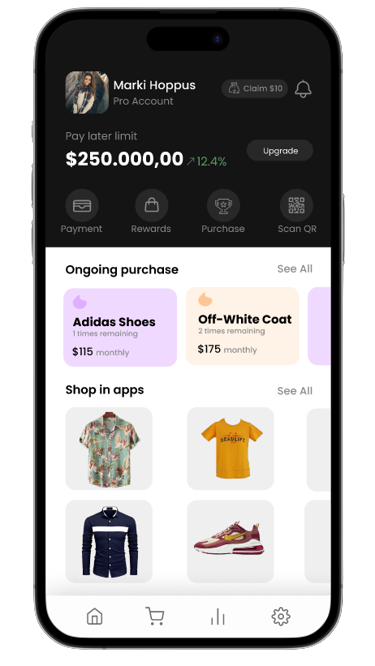 Marki Hoppus
Pro Account
Claim $10
Pay later limit
$250.000,00 12.4%
Upgrade
Payment Rewards Purchase Scan QR
Ongoing purchase See All
Adidas Shoes
1 times remaining
$115 monthly
Off-White Coat
2 times remaining
$175 monthly
Shop in apps See All
DEADLIFT